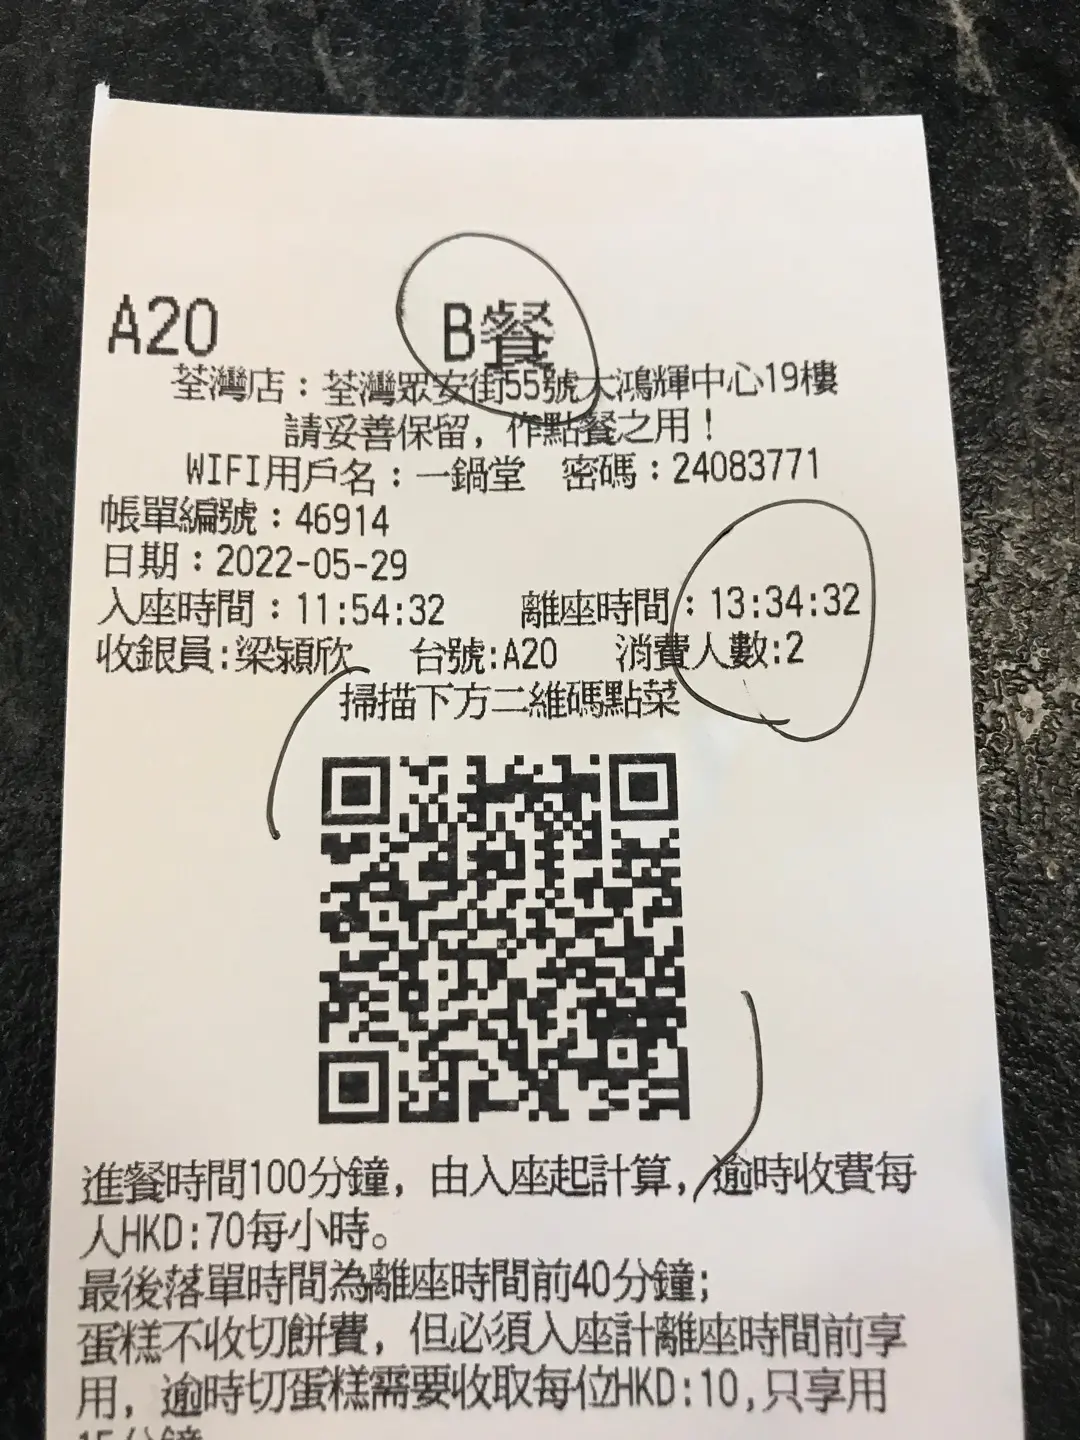 A20 B餐
荃灣店：荃灣眾安街55號大鴻輝中心19樓
請妥善保留，作點餐之用！
WIFI用戶名：一鍋堂 密碼：24083771
帳單編號：46914
日期：2022-05-29
入座時間：11:54:32 離座時間：13:34:32
收銀員:梁潁欣 台號:A20 消費人數:2
掃描下方二維碼點菜
進餐時間100分鐘，由入座起計算，逾時收費每
人HKD:70每小時。
最後落單時間為離座時間前40分鐘;
蛋糕不收切餅費，但必須入座計離座時間前享
用，逾時切蛋糕需要收取每位HKD:10,只享用
15分鐘